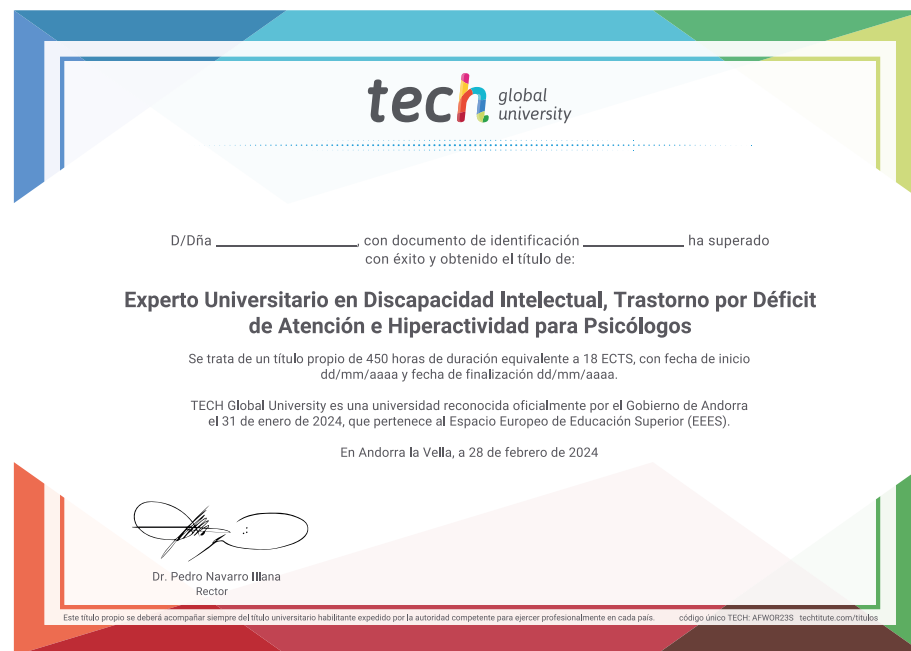 tech global
university
D/Dña ______________, con documento de identificación __________ ha superado
con éxito y obtenido el título de:
Experto Universitario en Discapacidad Intelectual, Trastorno por Déficit
de Atención e Hiperactividad para Psicólogos
Se trata de un título propio de 450 horas de duración equivalente a 18 ECTS, con fecha de inicio
dd/mm/aaaa y fecha de finalización dd/mm/aaaa.
TECH Global University es una universidad reconocida oficialmente por el Gobierno de Andorra
el 31 de enero de 2024, que pertenece al Espacio Europeo de Educación Superior (EEES).
En Andorra la Vella, a 28 de febrero de 2024
Dr. Pedro Navarro Illana
Rector
Este título propio se deberá acompañar siempre del título universitario habilitante expedido por la autoridad competente para ejercer profesionalmente en cada país. código único TECH: AFWOR23S techtitute.com/titulos